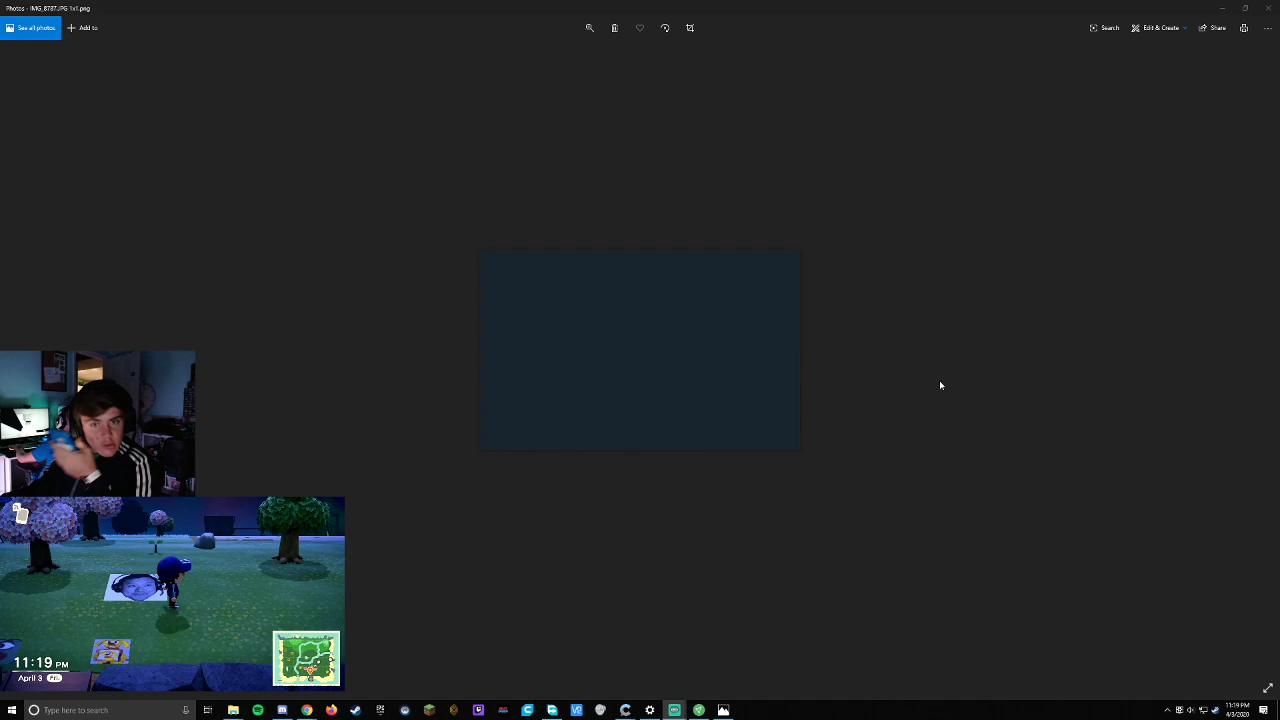 Photos - IMG_8787.JPG 1x1.png
See all photos
Add to
Search
Edit & Create
Share
11:19 PM
April 3 Fri.
Type here to search
11:19 PM
4/3/2020